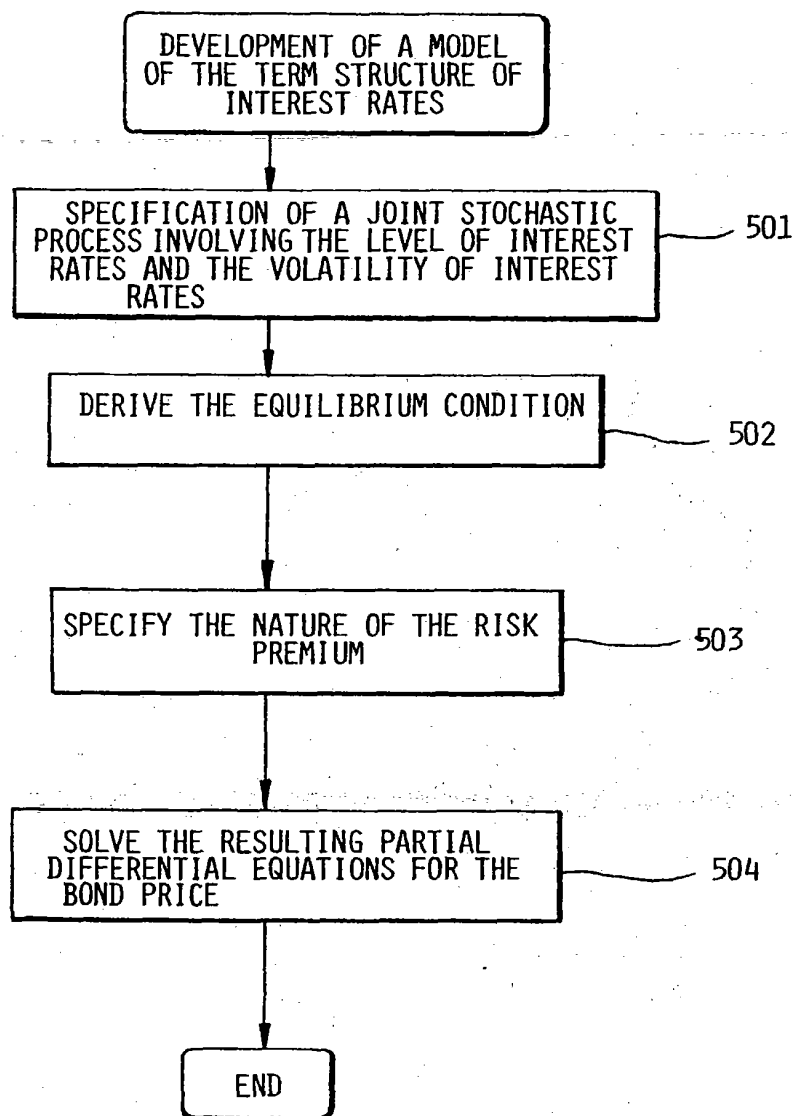 DEVELOPMENT OF A MODEL
OF THE TERM STRUCTURE OF
INTEREST RATES
SPECIFICATION OF A JOINT STOCHASTIC
PROCESS INVOLVING THE LEVEL OF INTEREST
RATES AND THE VOLATILITY OF INTEREST
RATES
501
DERIVE THE EQUILIBRIUM CONDITION
502
SPECIFY THE NATURE OF THE RISK
PREMIUM
503
SOLVE THE RESULTING PARTIAL
DIFFERENTIAL EQUATIONS FOR THE
BOND PRICE
504
END